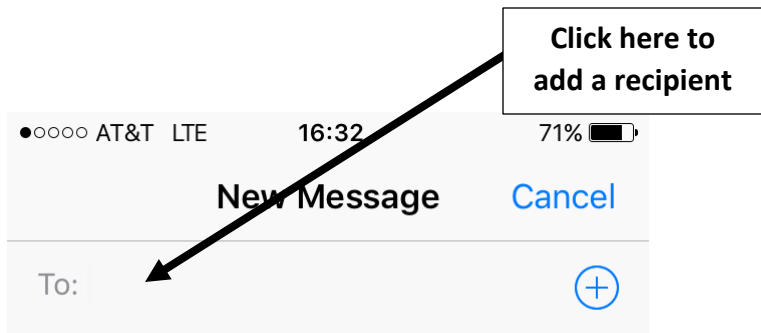 Click here to
add a recipient
AT&T LTE 16:32 71%
New Message Cancel
To: